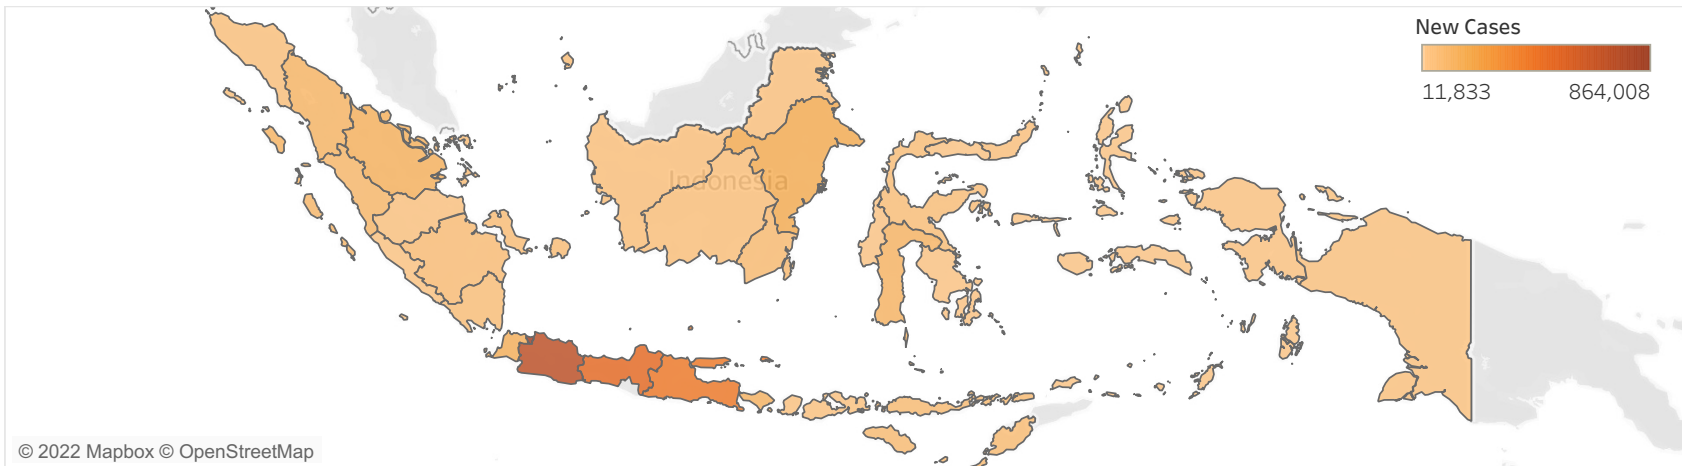 New Cases
11,833
864,008
Indonesia
© 2022 Mapbox © OpenStreetMap